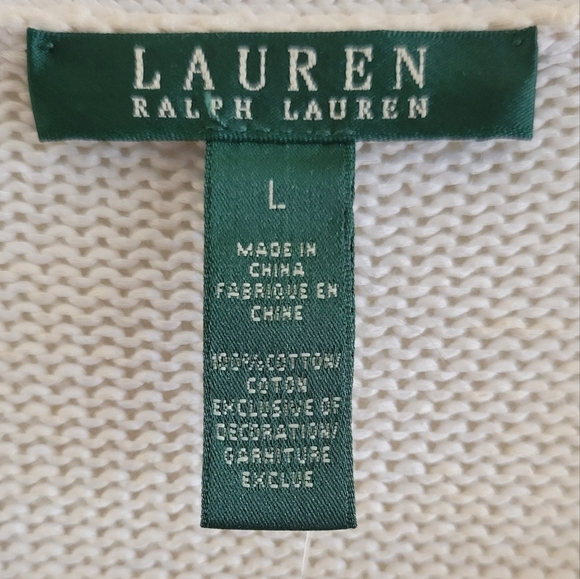 LAUREN
RALPH LAUREN
L
MADE IN
CHINA
FABRIQUE EN
CHINE
100% COTTON/
COTON
EXCLUSIVE OF
DECORATION/
GARNITURE
EXCLUE